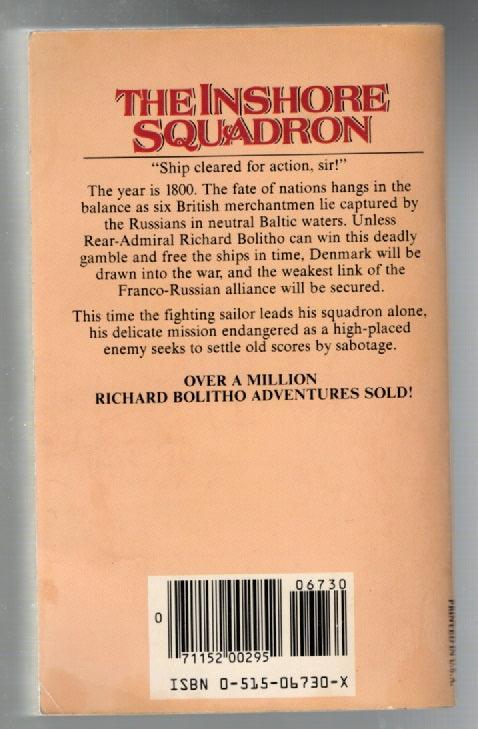 THE INSHORE
SQUADRON
"Ship cleared for action, sir!"
The year is 1800. The fate of nations hangs in the
balance as six British merchantmen lie captured by
the Russians in neutral Baltic waters. Unless
Rear-Admiral Richard Bolitho can win this deadly
gamble and free the ships in time, Denmark will be
drawn into the war, and the weakest link of the
Franco-Russian alliance will be secured.
This time the fighting sailor leads his squadron alone,
his delicate mission endangered as a high-placed
enemy seeks to settle old scores by sabotage.
OVER A MILLION
RICHARD BOLITHO ADVENTURES SOLD!
06730
0
71152 00295
ISBN 0-515-06730-X
PRINTED IN U.S.A.